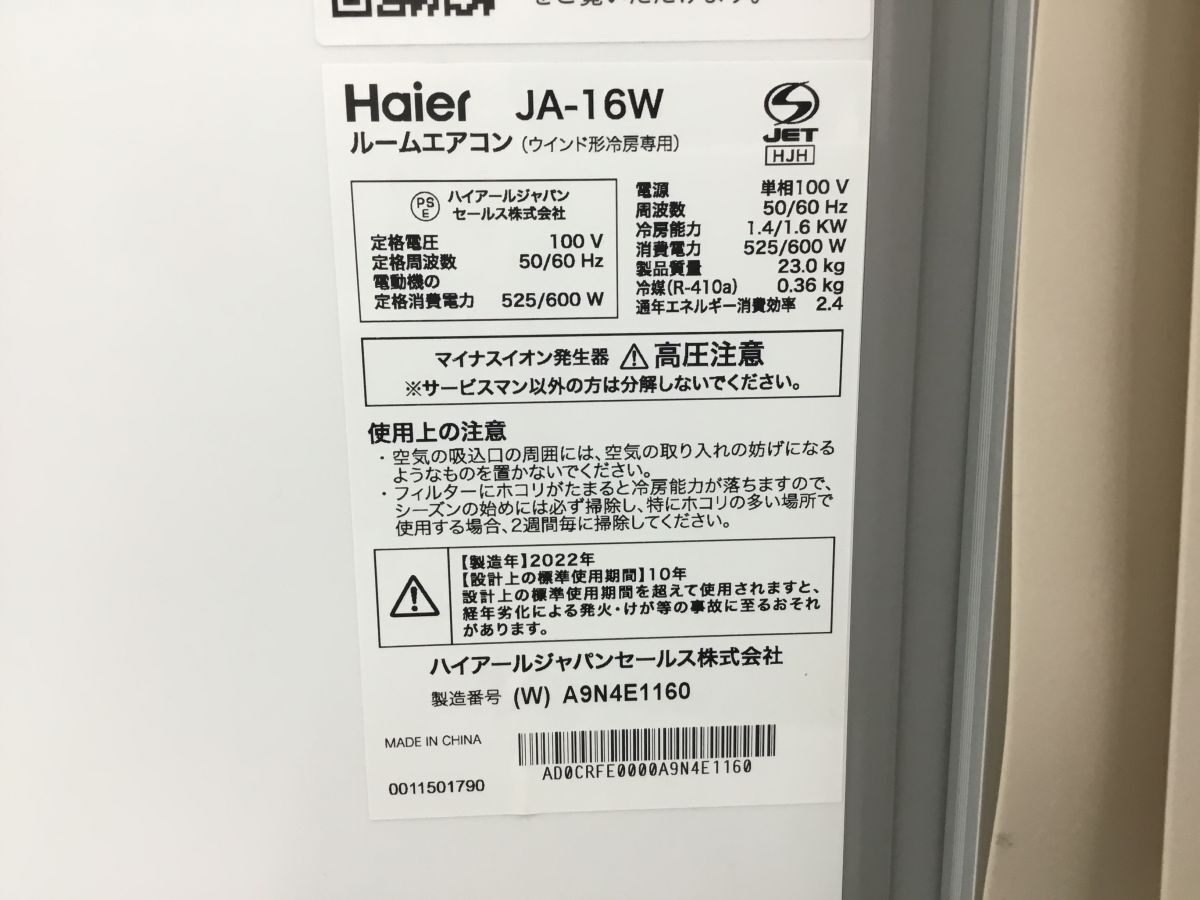 をご覧いただけます。
Haier JA-16W
ルームエアコン (ウインド形冷房専用)
JET
HJH
PS
E
ハイアールジャパン
セールス株式会社
定格電圧 100 V
定格周波数 50/60 Hz
電動機の
定格消費電力 525/600 W
電源 単相100 V
周波数 50/60 Hz
冷房能力 1.4/1.6 KW
消費電力 525/600 W
製品質量 23.0 kg
冷媒(R-410a) 0.36 kg
通年エネルギー消費効率 2.4
マイナスイオン発生器 高圧注意
※サービスマン以外の方は分解しないでください。
使用上の注意
・空気の吸込口の周囲には、空気の取り入れの妨げになる
ようなものを置かないでください。
・フィルターにホコリがたまると冷房能力が落ちますので、
シーズンの始めには必ず掃除し、特にホコリの多い場所で
使用する場合、2週間毎に掃除してください。
【製造年】2022年
【設計上の標準使用期間】10年
設計上の標準使用期間を超えて使用されますと、
経年劣化による発火・けが等の事故に至るおそれ
があります。
ハイアールジャパンセールス株式会社
製造番号 (W) A9N4E1160
MADE IN CHINA
AD0CRFE0000A9N4E1160
0011501790